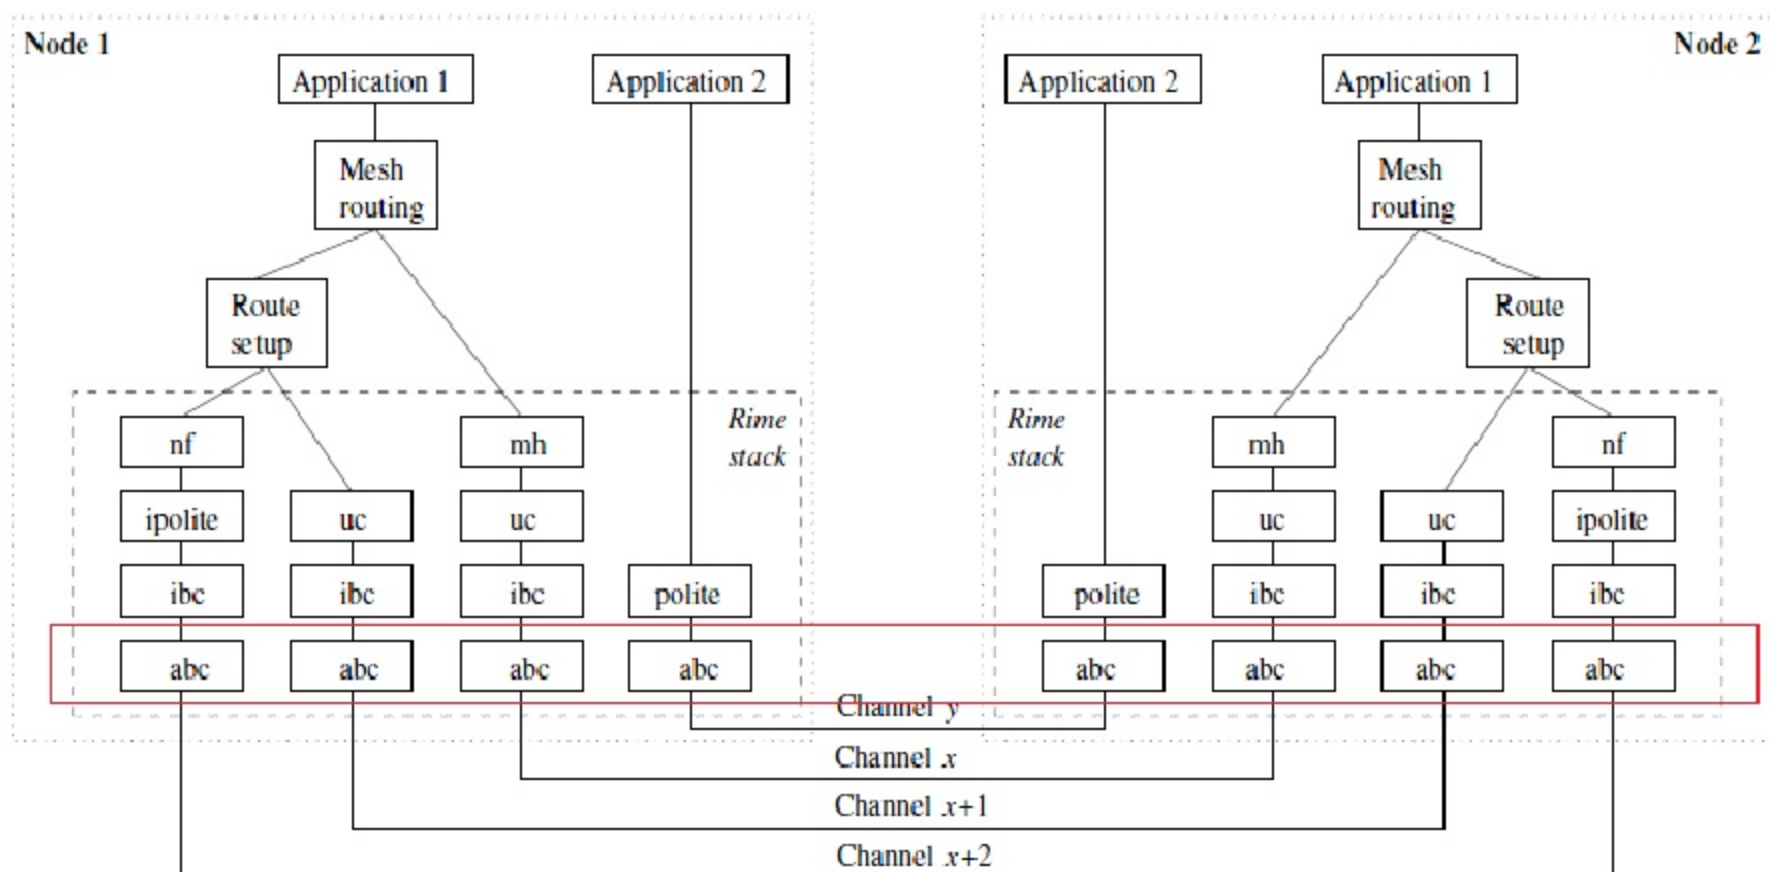 Node 1
Node 2
Application 1
Application 2
Application 2
Application 1
Mesh
routing
Mesh
routing
Route
setup
Route
setup
nf
mh
Rime
stack
Rime
stack
mh
nf
ipolite
uc
uc
uc
uc
ipolite
ibc
ibc
ibc
polite
polite
ibc
ibc
ibc
abc
abc
abc
abc
abc
abc
abc
abc
Channel y
Channel x
Channel x+1
Channel x+2